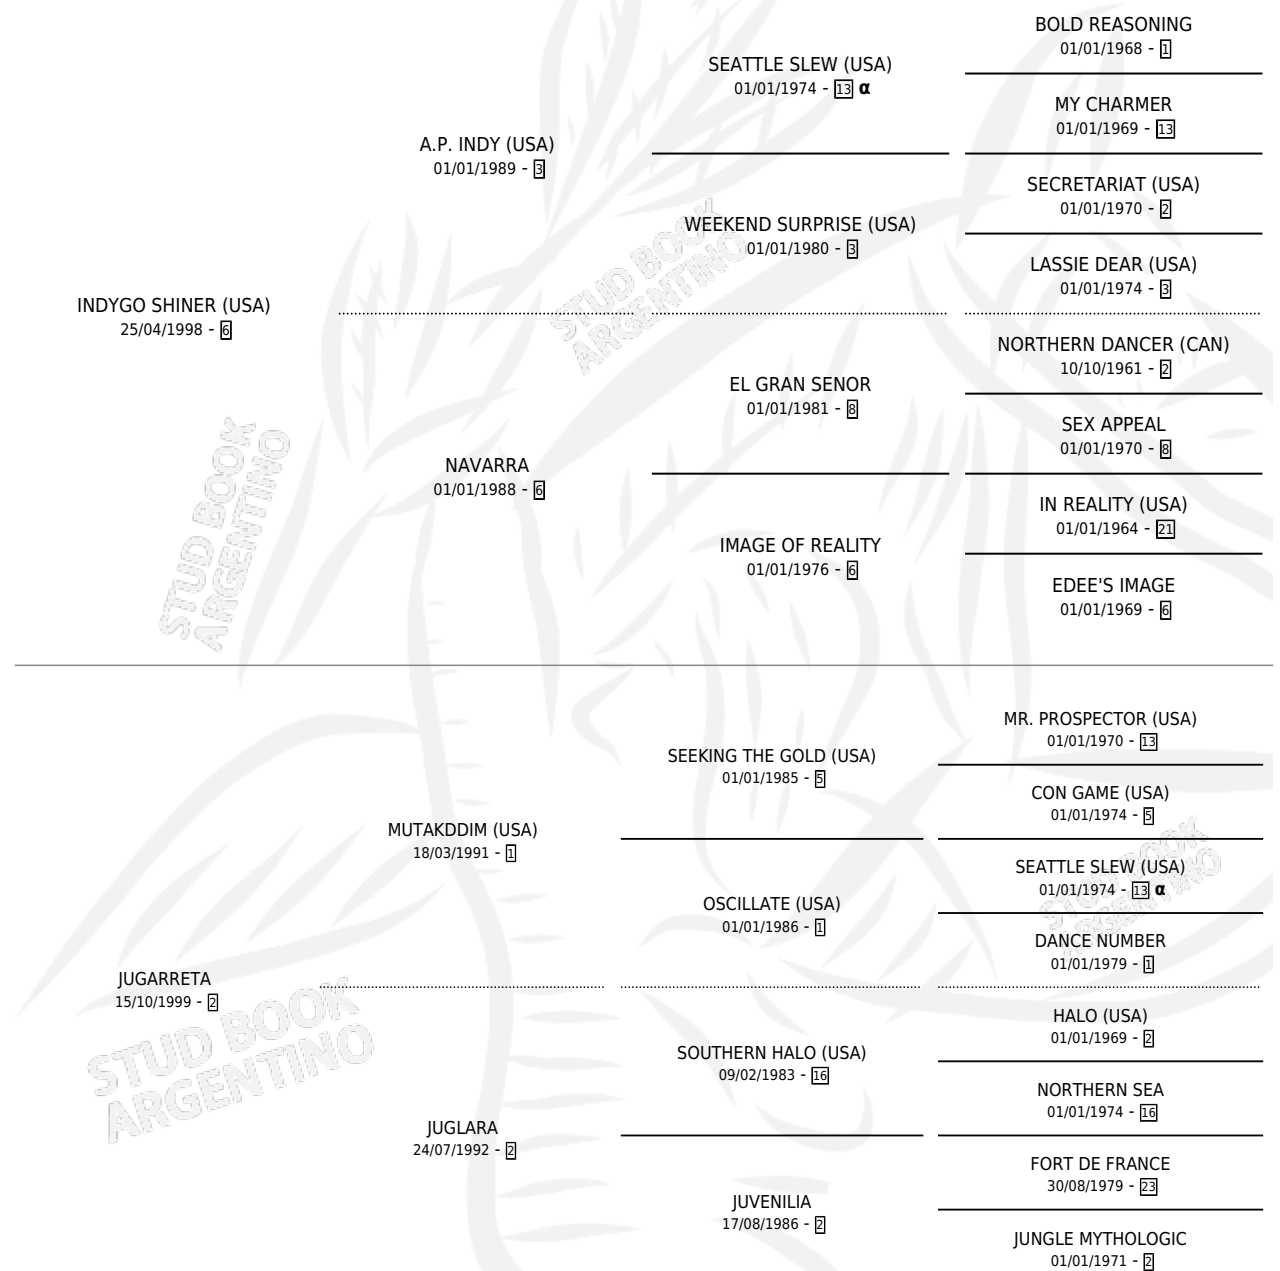 BOLD REASONING
01/01/1968 - 1
SEATTLE SLEW (USA)
01/01/1974 - 13 α
MY CHARMER
01/01/1969 - 13
A.P. INDY (USA)
01/01/1989 - 3
SECRETARIAT (USA)
01/01/1970 - 2
WEEKEND SURPRISE (USA)
01/01/1980 - 3
LASSIE DEAR (USA)
01/01/1974 - 3
INDYGO SHINER (USA)
25/04/1998 - 6
NORTHERN DANCER (CAN)
10/10/1961 - 2
EL GRAN SENOR
01/01/1981 - 8
SEX APPEAL
01/01/1970 - 8
NAVARRA
01/01/1988 - 6
IN REALITY (USA)
01/01/1964 - 21
IMAGE OF REALITY
01/01/1976 - 6
EDEE'S IMAGE
01/01/1969 - 6
MR. PROSPECTOR (USA)
01/01/1970 - 13
SEEKING THE GOLD (USA)
01/01/1985 - 5
CON GAME (USA)
01/01/1974 - 5
MUTAKDDIM (USA)
18/03/1991 - 1
SEATTLE SLEW (USA)
01/01/1974 - 13 α
OSCILLATE (USA)
01/01/1986 - 1
DANCE NUMBER
01/01/1979 - 1
JUGARRETA
15/10/1999 - 2
HALO (USA)
01/01/1969 - 2
SOUTHERN HALO (USA)
09/02/1983 - 16
NORTHERN SEA
01/01/1974 - 16
JUGLARA
24/07/1992 - 2
FORT DE FRANCE
30/08/1979 - 23
JUVENILIA
17/08/1986 - 2
JUNGLE MYTHOLOGIC
01/01/1971 - 2
STUD BOOK
ARGENTINO
STUD BOOK
ARGENTINO
STUD BOOK
ARGENTINO
STUD BOOK
ARGENTINO